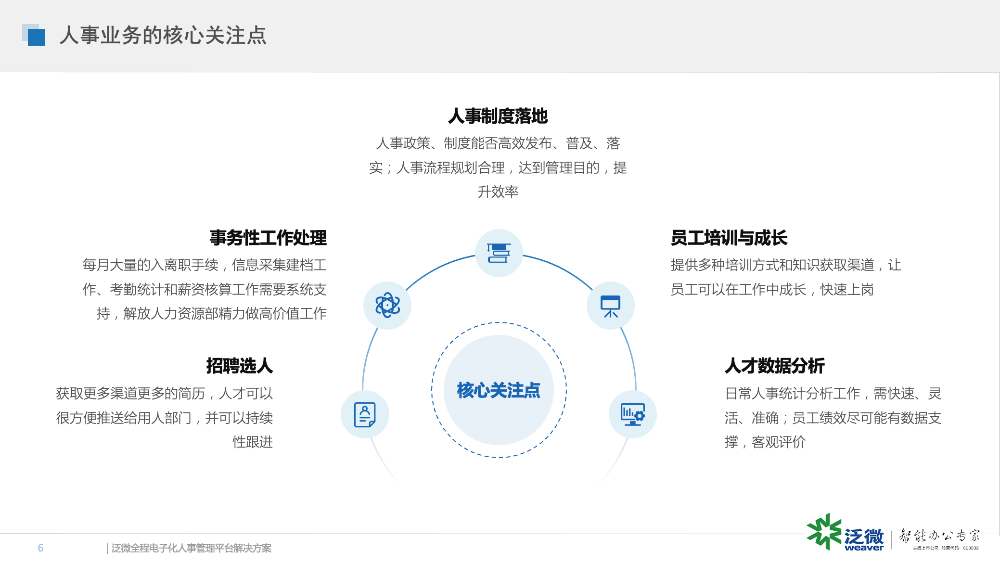 人事业务的核心关注点
人事制度落地
人事政策、制度能否高效发布、普及、落
实；人事流程规划合理，达到管理目的，提
升效率
事务性工作处理
每月大量的入离职手续，信息采集建档工
作、考勤统计和薪资核算工作需要系统支
持，解放人力资源部精力做高价值工作
员工培训与成长
提供多种培训方式和知识获取渠道，让
员工可以在工作中成长，快速上岗
招聘选人
获取更多渠道更多的简历，人才可以
很方便推送给用人部门，并可以持续
性跟进
核心关注点
人才数据分析
日常人事统计分析工作，需快速、灵
活、准确；员工绩效尽可能有数据支
撑，客观评价
6
|泛微全程电子化人事管理平台解决方案
泛微
weaver
智能办公专家
主板上市公司 股票代码：603039